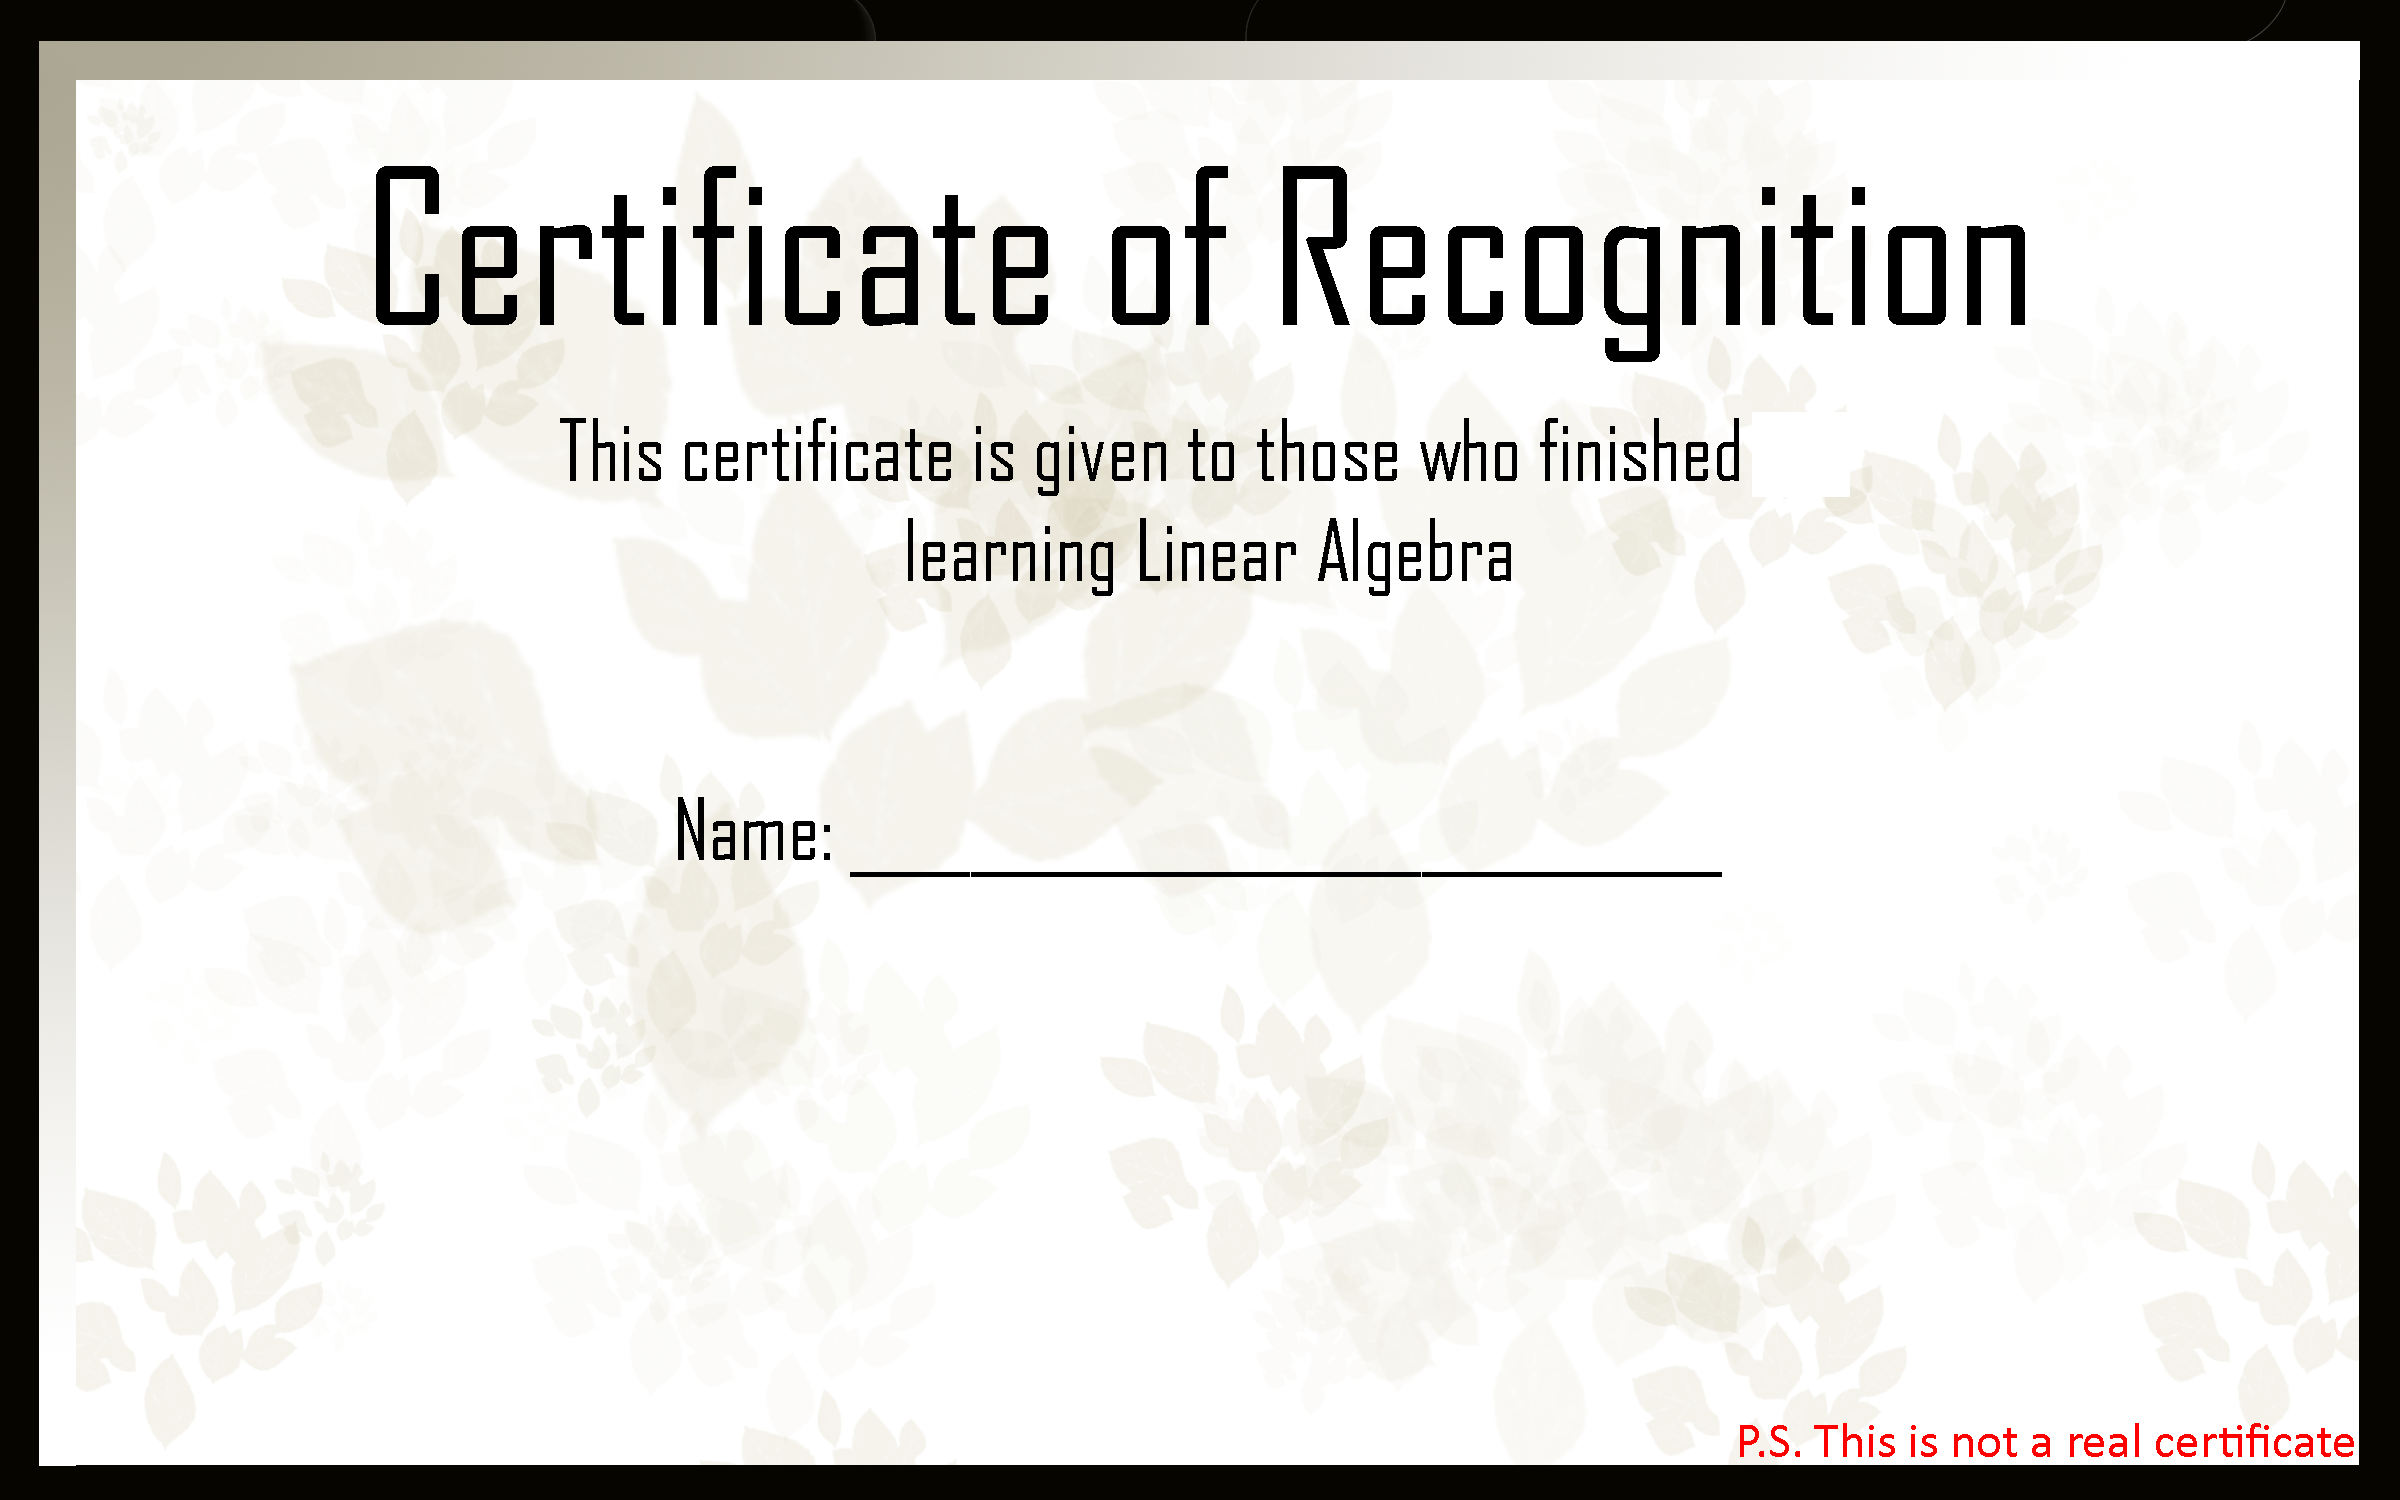 Certificate of Recognition
This certificate is given to those who finished
learning Linear Algebra
Name: ______________________________
P.S. This is not a real certificate